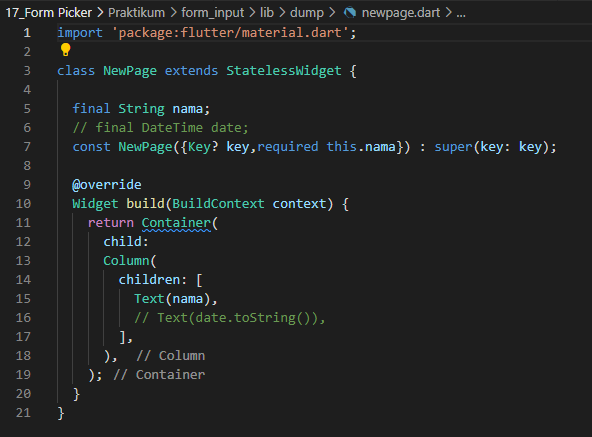 17_Form Picker > Praktikum > form_input > lib > dump > newpage.dart > ...
1 import 'package:flutter/material.dart';
2
3 class NewPage extends StatelessWidget {
4
5 final String nama;
6 // final DateTime date;
7 const NewPage({Key? key,required this.nama}) : super(key: key);
8
9 @override
10 Widget build(BuildContext context) {
11 return Container(
12 child:
13 Column(
14 children: [
15 Text(nama),
16 // Text(date.toString()),
17 ],
18 ), // Column
19 ); // Container
20 }
21 }